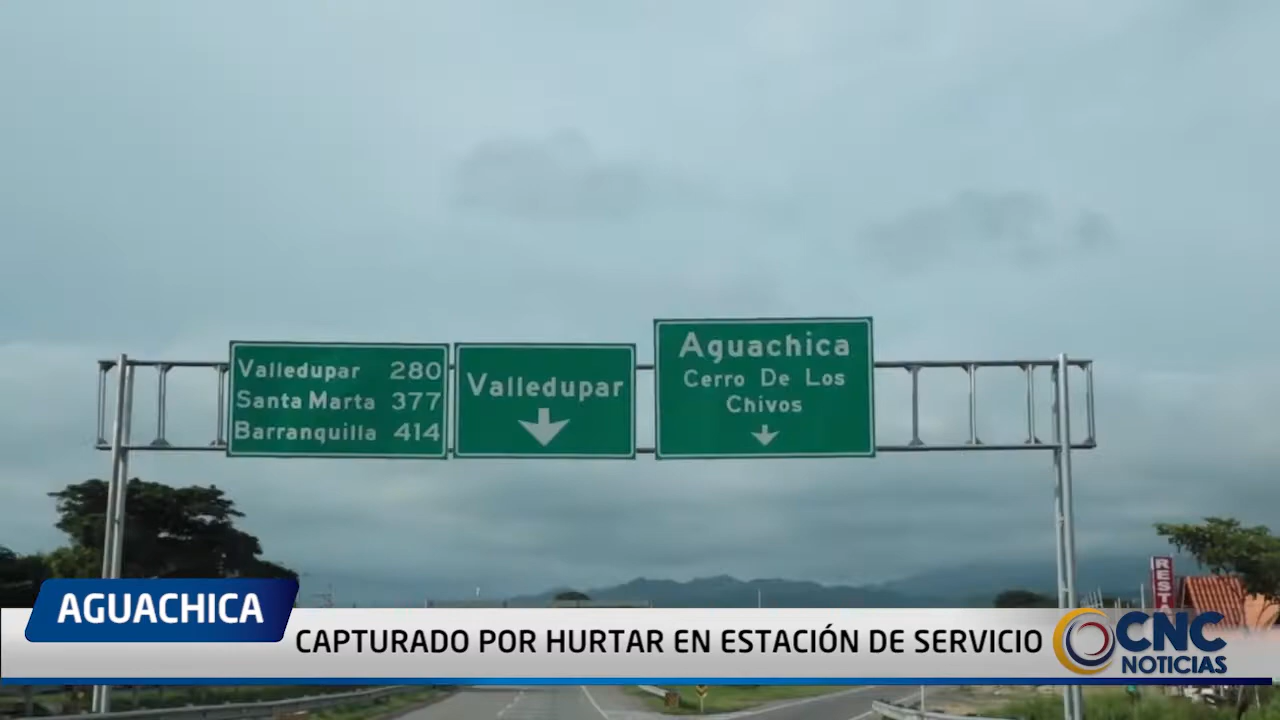 Valledupar 280
Santa Marta 377
Barranquilla 414
Valledupar
Aguachica
Cerro De Los
Chivos
RESTA
AGUACHICA
CAPTURADO POR HURTAR EN ESTACIÓN DE SERVICIO
CNC
NOTICIAS